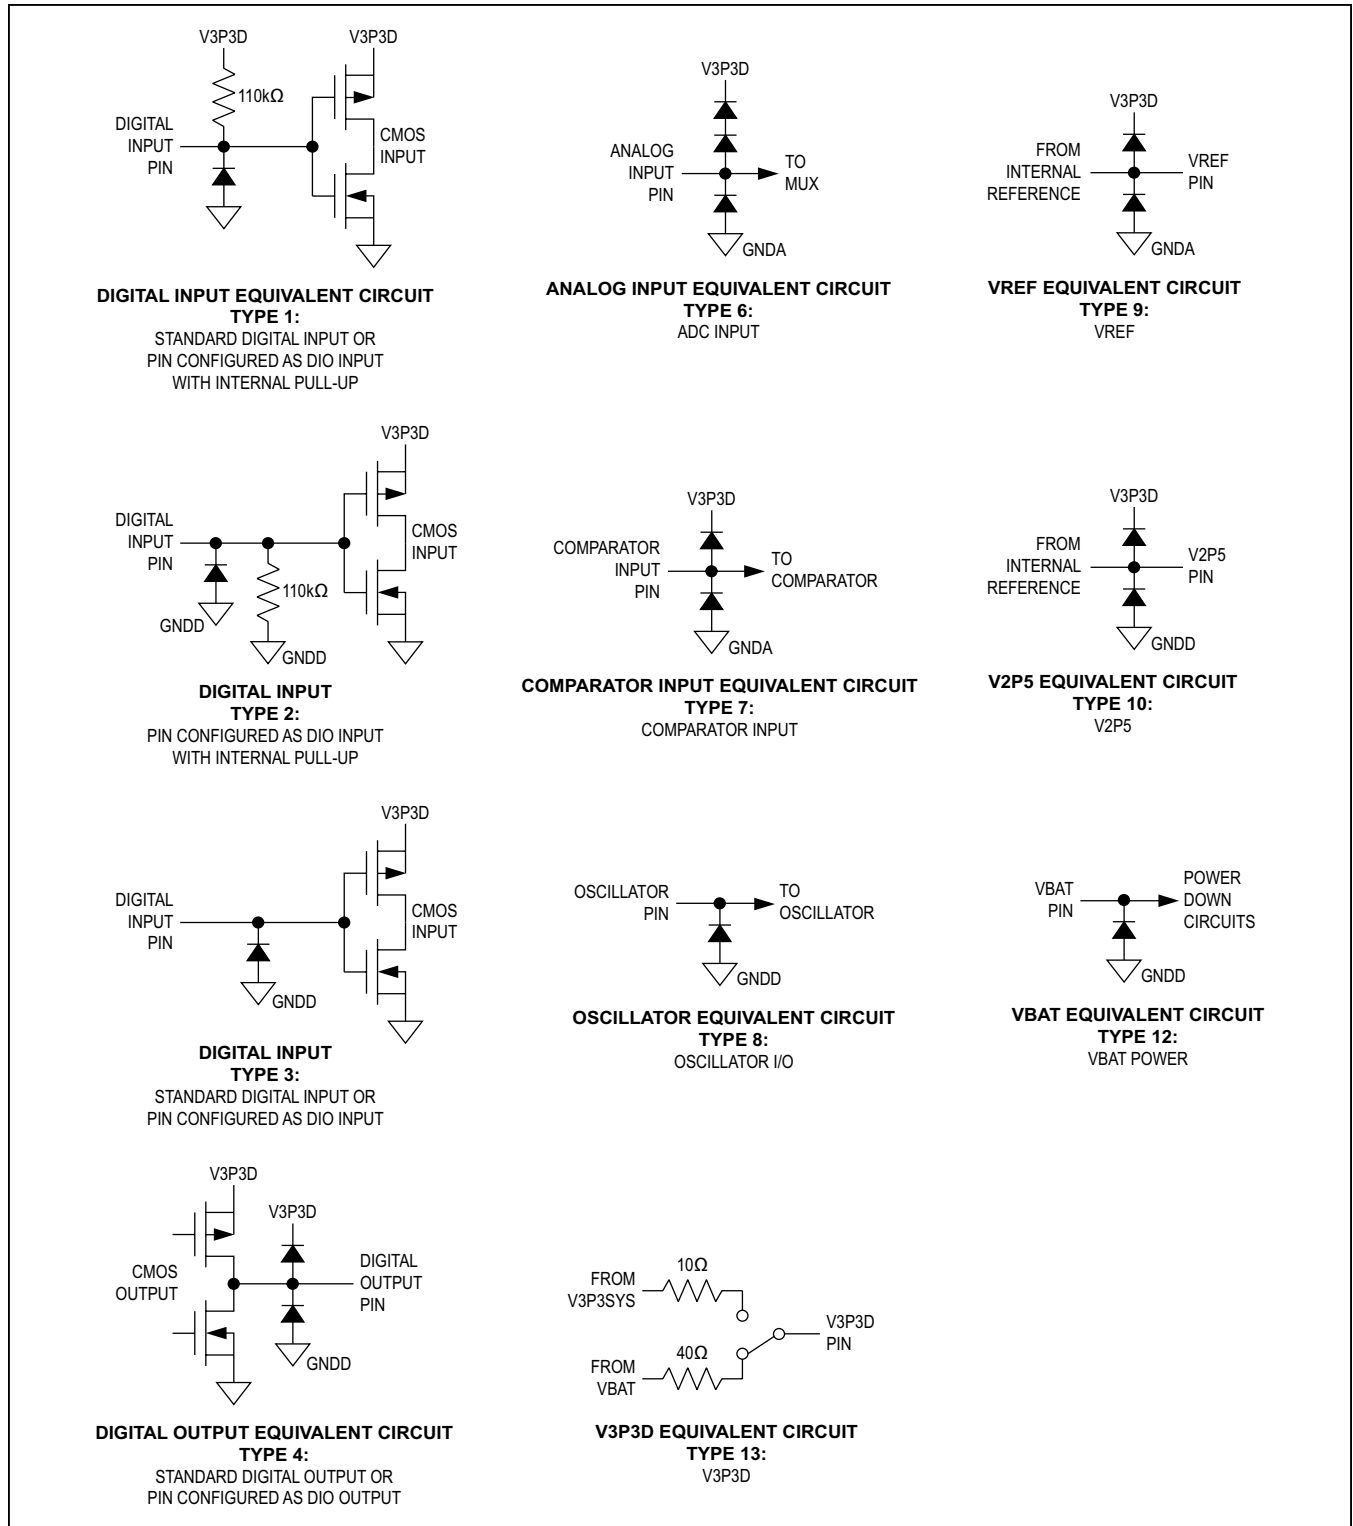 V3P3D
V3P3D
110kΩ
DIGITAL
INPUT
PIN
CMOS
INPUT
DIGITAL INPUT EQUIVALENT CIRCUIT
TYPE 1:
STANDARD DIGITAL INPUT OR
PIN CONFIGURED AS DIO INPUT
WITH INTERNAL PULL-UP
V3P3D
ANALOG
INPUT
PIN
TO
MUX
GNDA
ANALOG INPUT EQUIVALENT CIRCUIT
TYPE 6:
ADC INPUT
V3P3D
FROM
INTERNAL
REFERENCE
VREF
PIN
GNDA
VREF EQUIVALENT CIRCUIT
TYPE 9:
VREF
V3P3D
DIGITAL
INPUT
PIN
CMOS
INPUT
110kΩ
GNDD
GNDD
DIGITAL INPUT
TYPE 2:
PIN CONFIGURED AS DIO INPUT
WITH INTERNAL PULL-UP
V3P3D
COMPARATOR
INPUT
PIN
TO
COMPARATOR
GNDA
COMPARATOR INPUT EQUIVALENT CIRCUIT
TYPE 7:
COMPARATOR INPUT
V3P3D
FROM
INTERNAL
REFERENCE
V2P5
PIN
GNDD
V2P5 EQUIVALENT CIRCUIT
TYPE 10:
V2P5
V3P3D
DIGITAL
INPUT
PIN
CMOS
INPUT
GNDD
DIGITAL INPUT
TYPE 3:
STANDARD DIGITAL INPUT OR
PIN CONFIGURED AS DIO INPUT
OSCILLATOR
PIN
TO
OSCILLATOR
GNDD
OSCILLATOR EQUIVALENT CIRCUIT
TYPE 8:
OSCILLATOR I/O
VBAT
PIN
POWER
DOWN
CIRCUITS
GNDD
VBAT EQUIVALENT CIRCUIT
TYPE 12:
VBAT POWER
V3P3D
V3P3D
CMOS
OUTPUT
DIGITAL
OUTPUT
PIN
GNDD
DIGITAL OUTPUT EQUIVALENT CIRCUIT
TYPE 4:
STANDARD DIGITAL OUTPUT OR
PIN CONFIGURED AS DIO OUTPUT
10Ω
FROM
V3P3SYS
V3P3D
PIN
40Ω
FROM
VBAT
V3P3D EQUIVALENT CIRCUIT
TYPE 13:
V3P3D